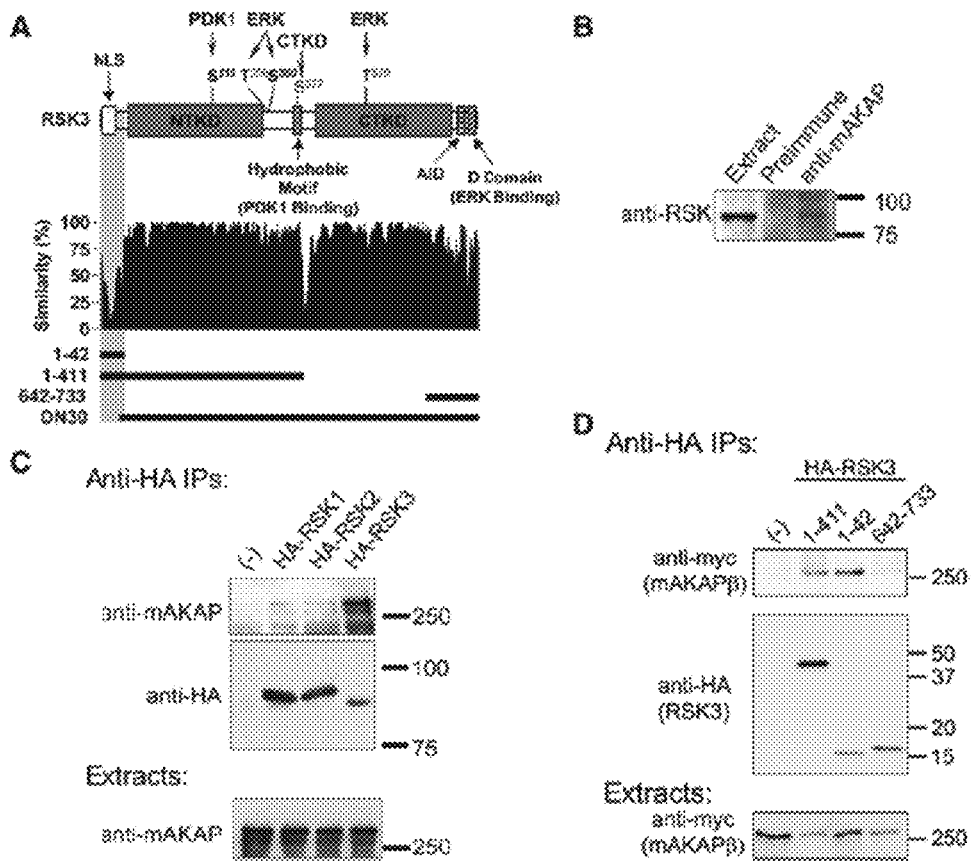 A
PDK1 ERK ERK
CTKD
NLS
RSK3
NTKD
CTKD
Hydrophobic
Motif
(PDK1 Binding)
AID
D Domain
(ERK Binding)
Similarity (%)
100
75
50
25
0
1-42
1-411
642-733
B
Extract
Preimmune
anti-mAKAP
anti-RSK
100
75
C
Anti-HA IPs:
(-)
HA-RSK1
HA-RSK2
HA-RSK3
anti-mAKAP
250
anti-HA
100
75
Extracts:
anti-mAKAP
250
D
Anti-HA IPs:
HA-RSK3
(-)
1-411
1-42
642-733
anti-myc
(mAKAPβ)
250
anti-HA
(RSK3)
50
37
20
15
Extracts:
anti-myc
(mAKAPβ)
250